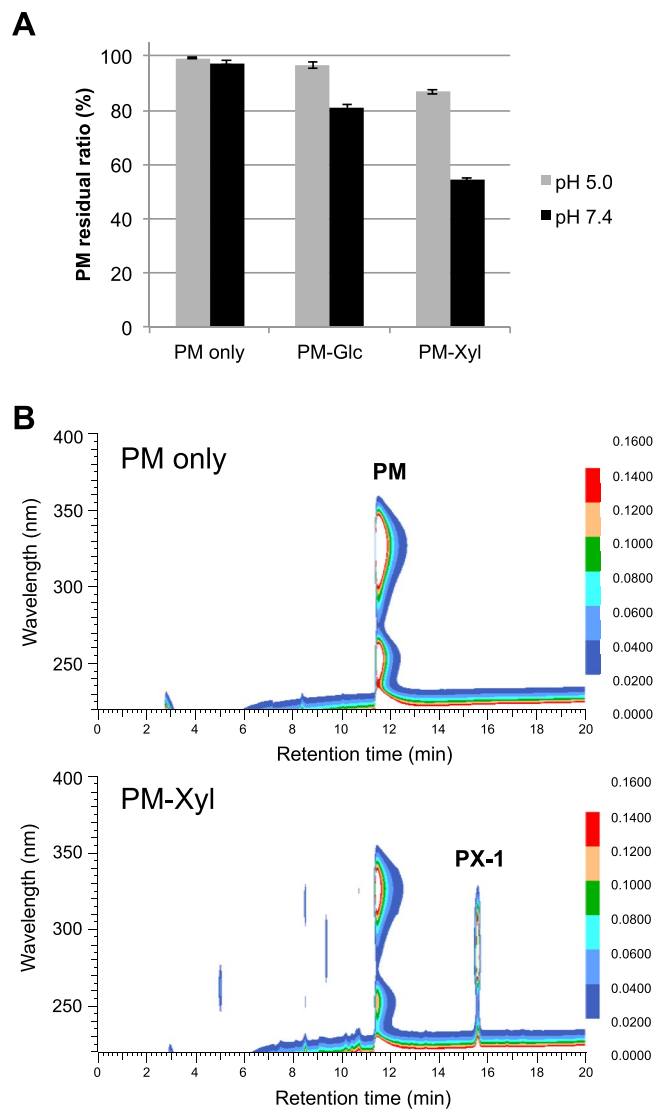 A
PM residual ratio (%)
100
80
60
40
20
0
PM only
PM-Glc
PM-Xyl
pH 5.0
pH 7.4
B
Wavelength (nm)
400
350
300
250
PM only
PM
0 2 4 6 8 10 12 14 16 18 20
Retention time (min)
0.1600
0.1400
0.1200
0.1000
0.0800
0.0600
0.0400
0.0200
0.0000
Wavelength (nm)
400
350
300
250
PM-Xyl
PX-1
0 2 4 6 8 10 12 14 16 18 20
Retention time (min)
0.1600
0.1400
0.1200
0.1000
0.0800
0.0600
0.0400
0.0200
0.0000